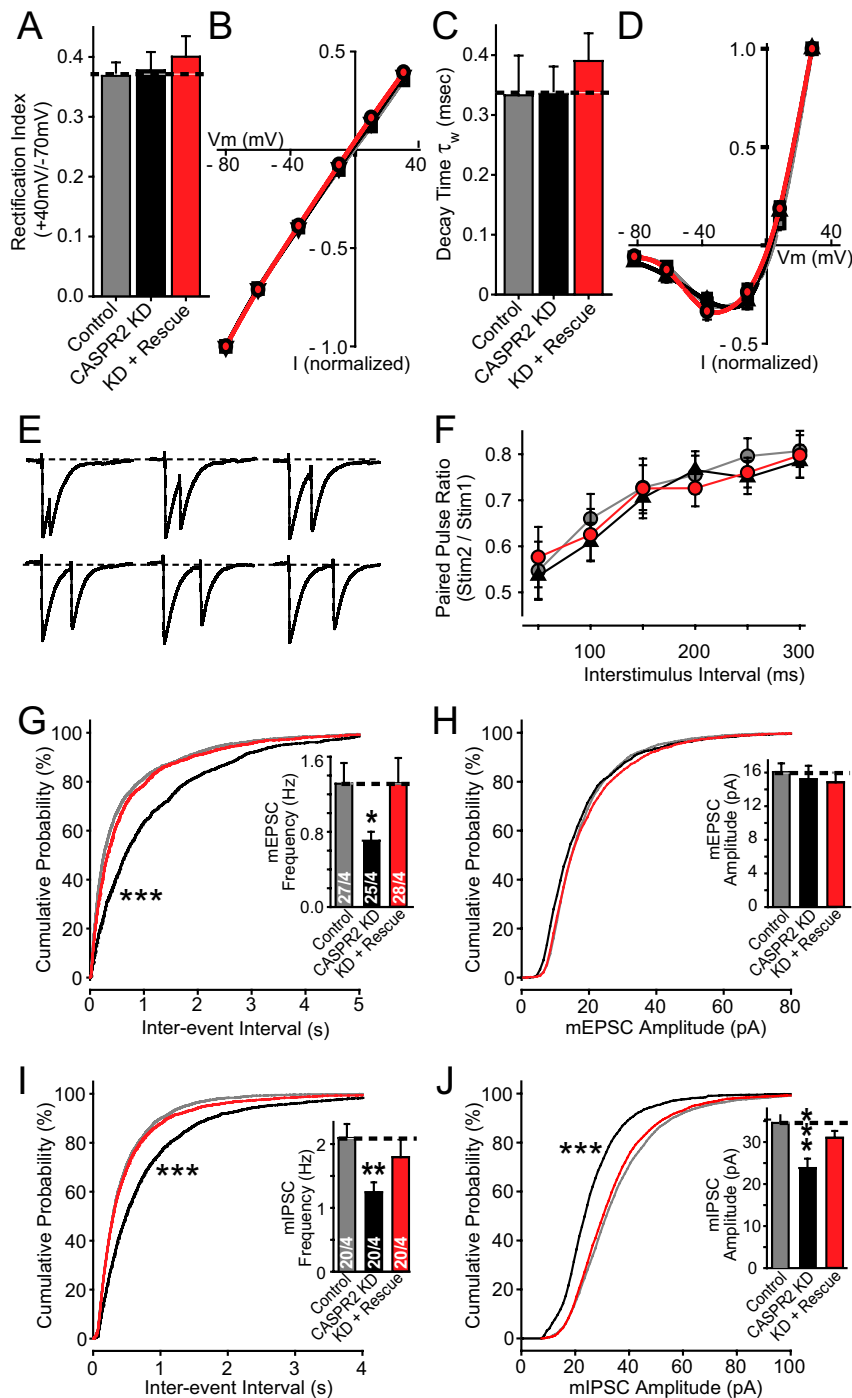 A
Rectification Index
(+40mV/-70mV)
0.4
0.3
0.2
0.1
0.0
Control
CASPR2 KD
KD + Rescue
B
0.5
Vm (mV)
- 80
- 40
40
- 0.5
- 1.0
I (normalized)
C
Decay Time τw (msec)
0.4
0.3
0.2
0.1
0
Control
CASPR2 KD
KD + Rescue
D
1.0
0.5
- 80
- 40
40
Vm (mV)
- 0.5
I (normalized)
E
F
Paired Pulse Ratio
(Stim2 / Stim1)
0.8
0.7
0.6
0.5
100
200
300
Interstimulus Interval (ms)
G
Cumulative Probability (%)
100
80
60
40
20
0
0
1
2
3
4
5
Inter-event Interval (s)
***
mEPSC
Frequency (Hz)
1.6
1.2
0.8
0.4
0.0
*
27/4
25/4
28/4
Control
CASPR2 KD
KD + Rescue
H
Cumulative Probability (%)
100
80
60
40
20
0
0
20
40
60
80
mEPSC Amplitude (pA)
mEPSC
Amplitude (pA)
16
12
8
4
0
Control
CASPR2 KD
KD + Rescue
I
Cumulative Probability (%)
100
80
60
40
20
0
0
1
2
3
4
Inter-event Interval (s)
***
mIPSC
Frequency (Hz)
2
1
0
**
20/4
20/4
20/4
Control
CASPR2 KD
KD + Rescue
J
Cumulative Probability (%)
100
80
60
40
20
0
0
20
40
60
80
100
mIPSC Amplitude (pA)
***
mIPSC
Amplitude (pA)
30
20
10
0
***
Control
CASPR2 KD
KD + Rescue